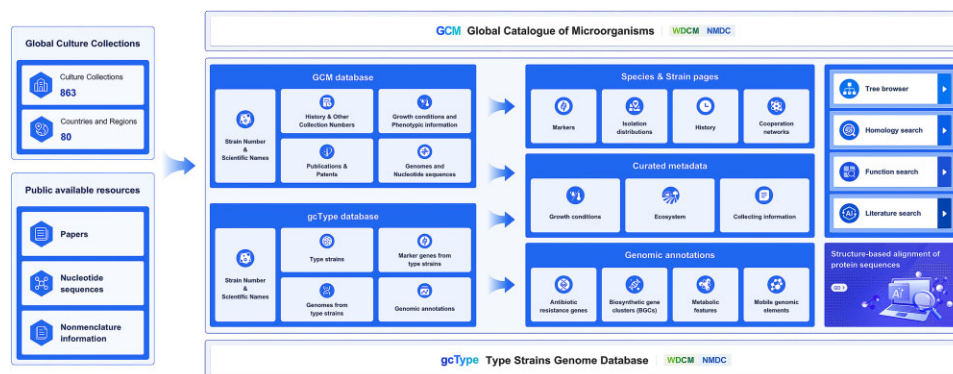 Global Culture Collections
Culture Collections
863
Countries and Regions
80
Public available resources
Papers
Nucleotide
sequences
Nonmenclature
information
GCM Global Catalogue of Microorganisms WDCM NMDC
GCM database
Strain Number
&
Scientific Names
History & Other
Collection Numbers
Growth conditions and
Phenotypic information
Publications &
Patents
Genomes and
Nucleotide sequences
gcType database
Strain Number
&
Scientific Names
Type strains
Marker genes from
type strains
Genomes from
type strains
Genomic annotations
Species & Strain pages
Markers
Isolation
distributions
History
Cooperation
networks
Curated metadata
Growth conditions
Ecosystem
Collecting information
Genomic annotations
Antibiotic
resistance genes
Biosynthetic gene
clusters (BGCs)
Metabolic
features
Mobile genomic
elements
Tree browser
Homology search
Function search
AI
Literature search
Structure-based alignment of
protein sequences
GO
AI
gcType Type Strains Genome Database WDCM NMDC